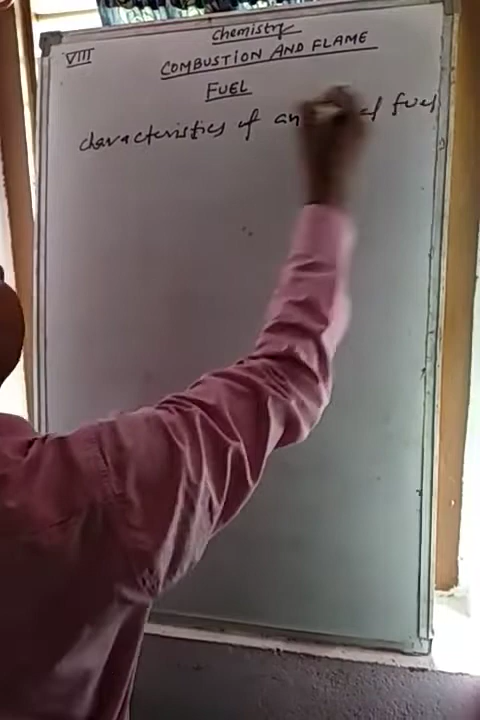 Chemistry
VIII
COMBUSTION AND FLAME
FUEL
characteristics of an fuel